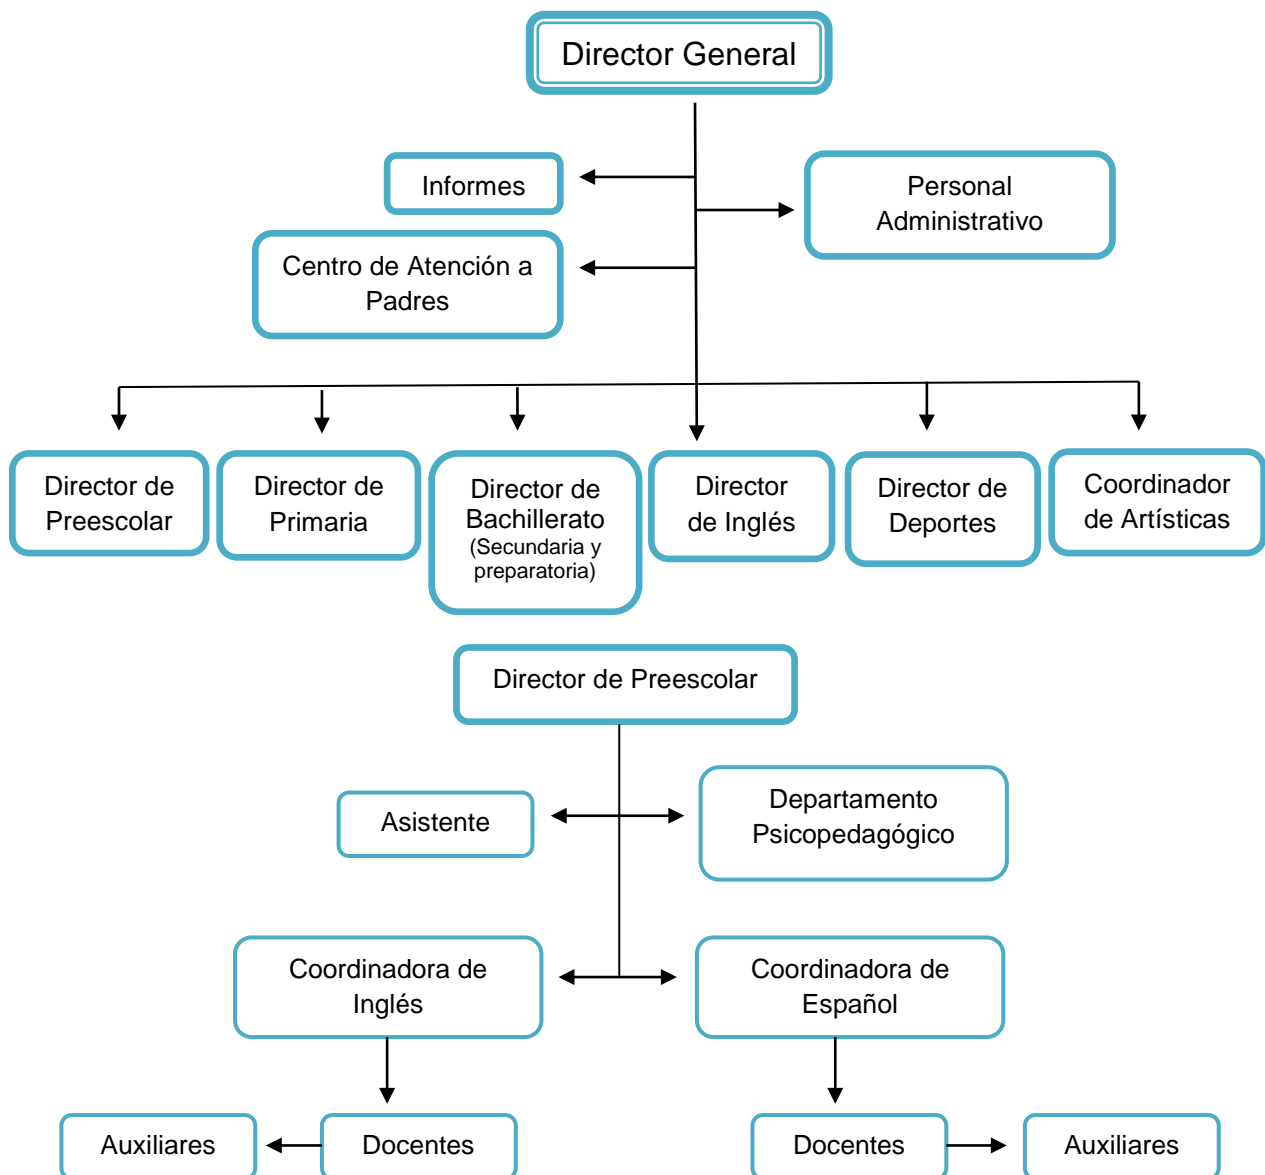 Director General
Informes
Personal
Administrativo
Centro de Atención a
Padres
Director de
Preescolar
Director de
Primaria
Director de
Bachillerato
(Secundaria y
preparatoria)
Director
de Inglés
Director de
Deportes
Coordinador
de Artísticas
Director de Preescolar
Asistente
Departamento
Psicopedagógico
Coordinadora de
Inglés
Coordinadora de
Español
Auxiliares
Docentes
Docentes
Auxiliares